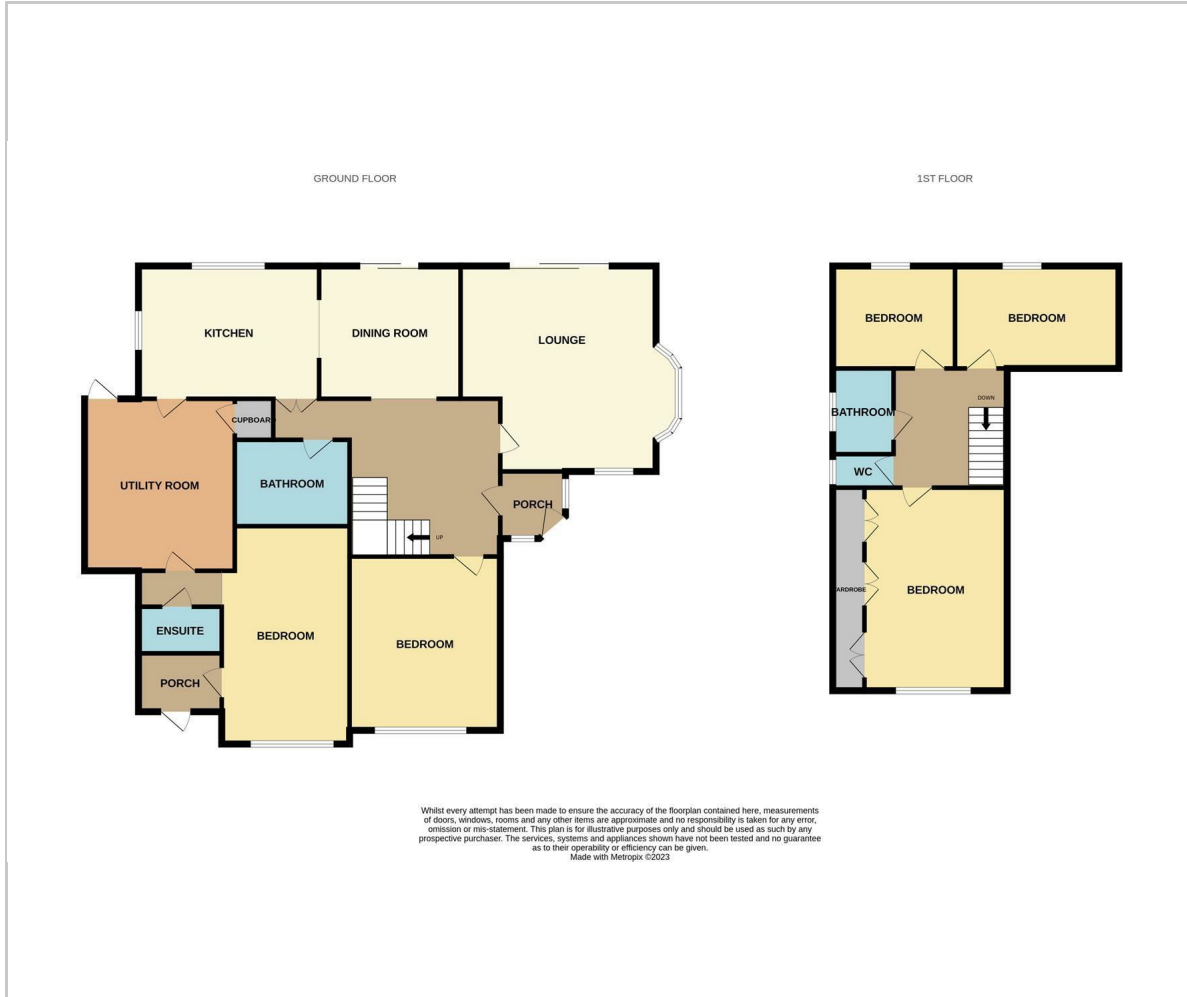 GROUND FLOOR
KITCHEN
DINING ROOM
LOUNGE
CUPBOARD
UTILITY ROOM
BATHROOM
PORCH
UP
ENSUITE
BEDROOM
BEDROOM
PORCH
1ST FLOOR
BEDROOM
BEDROOM
BATHROOM
DOWN
WC
ARDROBE
BEDROOM
Whilst every attempt has been made to ensure the accuracy of the floorplan contained here, measurements
of doors, windows, rooms and any other items are approximate and no responsibility is taken for any error,
omission or mis-statement. This plan is for illustrative purposes only and should be used as such by any
prospective purchaser. The services, systems and appliances shown have not been tested and no guarantee
as to their operability or efficiency can be given.
Made with Metropix ©2023